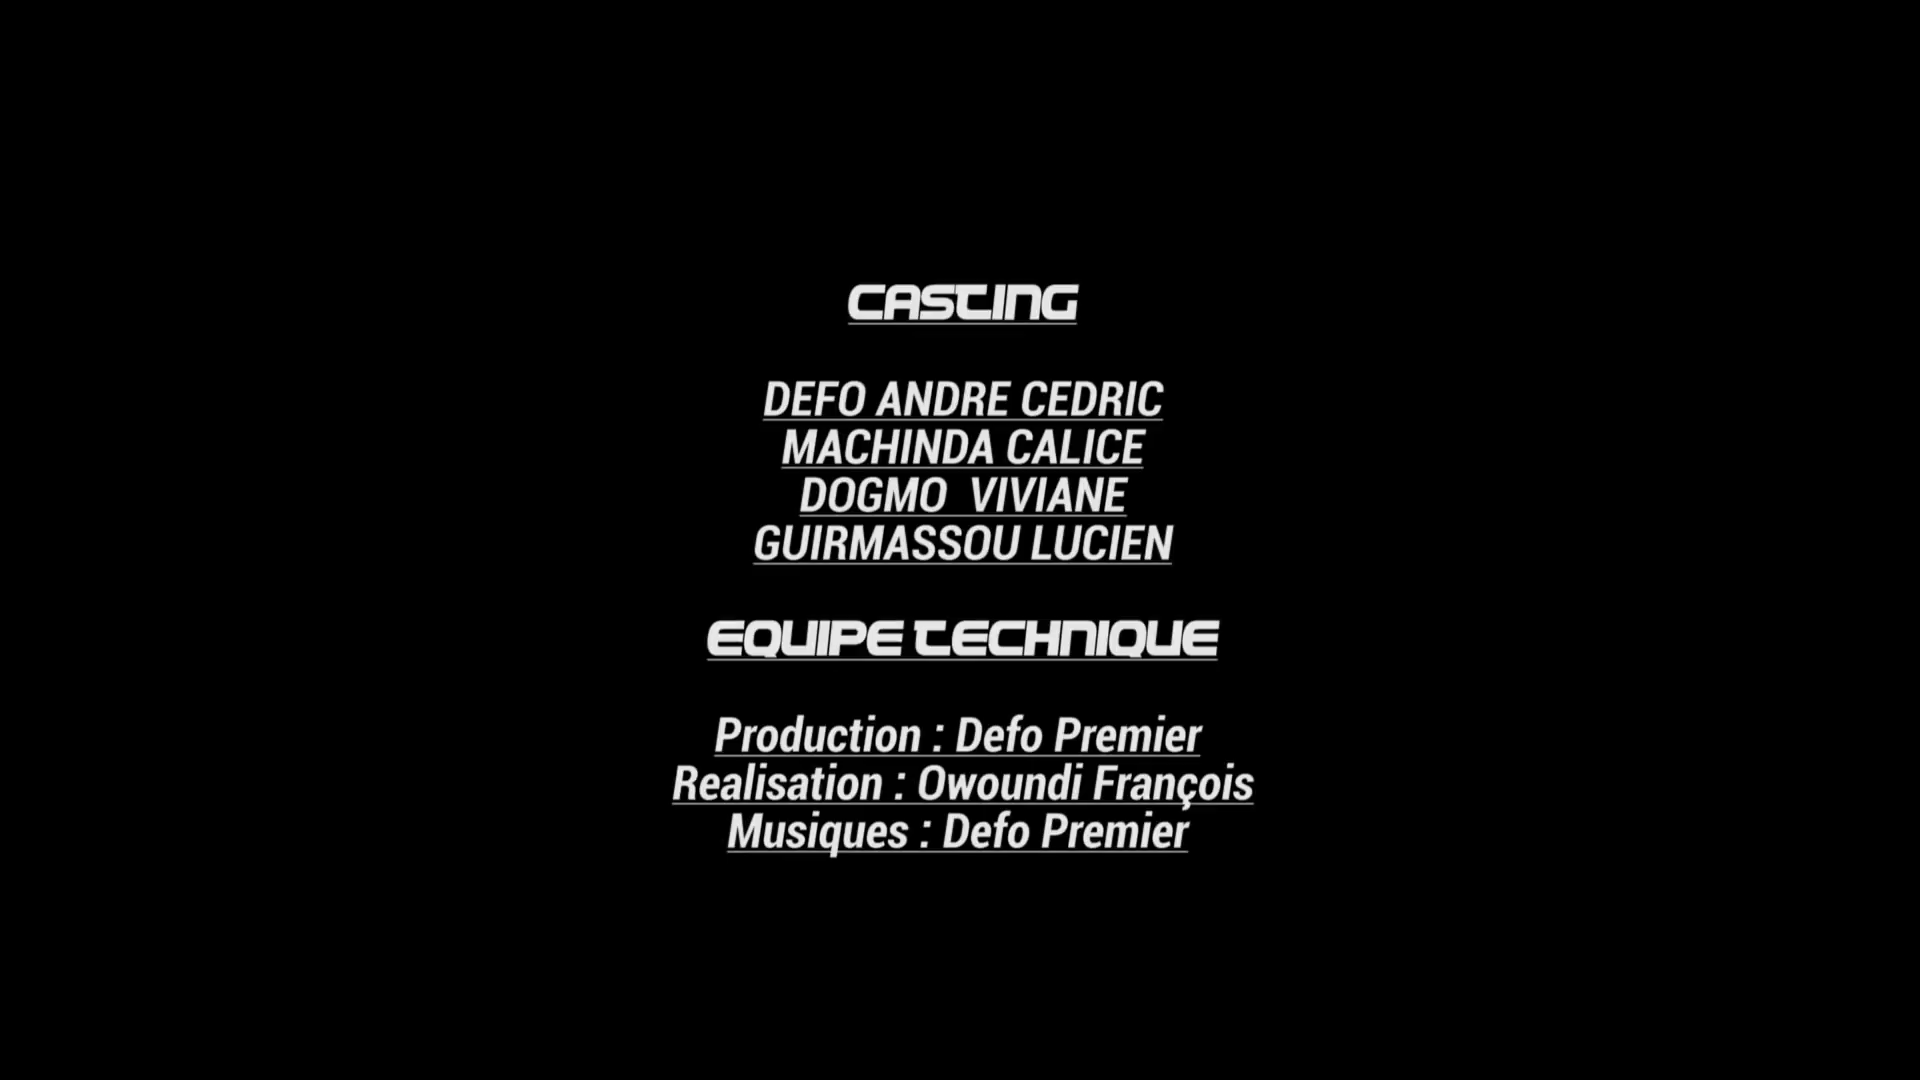 CASTING
DEFO ANDRE CEDRIC
MACHINDA CALICE
DOGMO  VIVIANE
GUIRMASSOU LUCIEN
EQUIPE TECHNIQUE
Production : Defo Premier
Realisation : Owoundi François
Musiques : Defo Premier